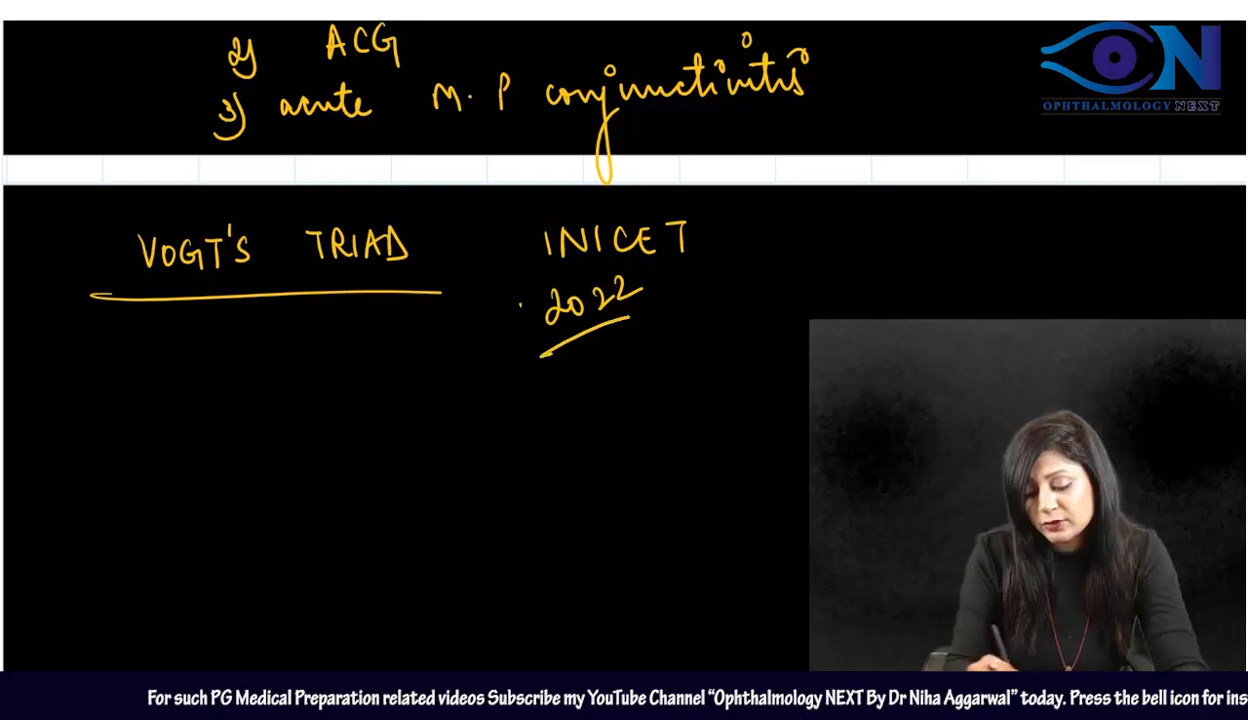 2) ACG
3) acute M.P conjunctivitis
ON
OPHTHALMOLOGY NEXT
VOGT'S TRIAD INICET
2022
For such PG Medical Preparation related videos Subscribe my YouTube Channel “Ophthalmology NEXT By Dr Niha Aggarwal” today. Press the bell icon for ins